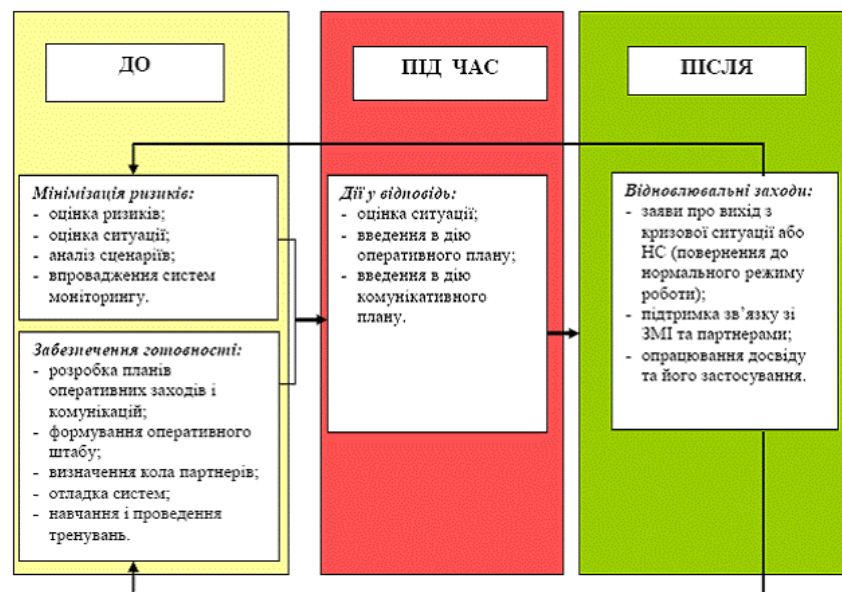 ДО
ПІД ЧАС
ПІСЛЯ
Мінімізація ризиків:
- оцінка ризиків;
- оцінка ситуації;
- аналіз сценаріїв;
- впровадження систем
моніторингу.
Забезпечення готовності:
- розробка планів
оперативних заходів і
комунікацій;
- формування оперативного
штабу;
- визначення кола партнерів;
- отладка систем;
- навчання і проведення
тренувань.
Дії у відповідь:
- оцінка ситуації;
- введення в дію
оперативного плану;
- введення в дію
комунікативного
плану.
Відновлювальні заходи:
- заяви про вихід з
кризової ситуації або
НС (повернення до
нормального режиму
роботи);
- підтримка зв’язку зі
ЗМІ та партнерами;
- опрацювання досвіду
та його застосування.